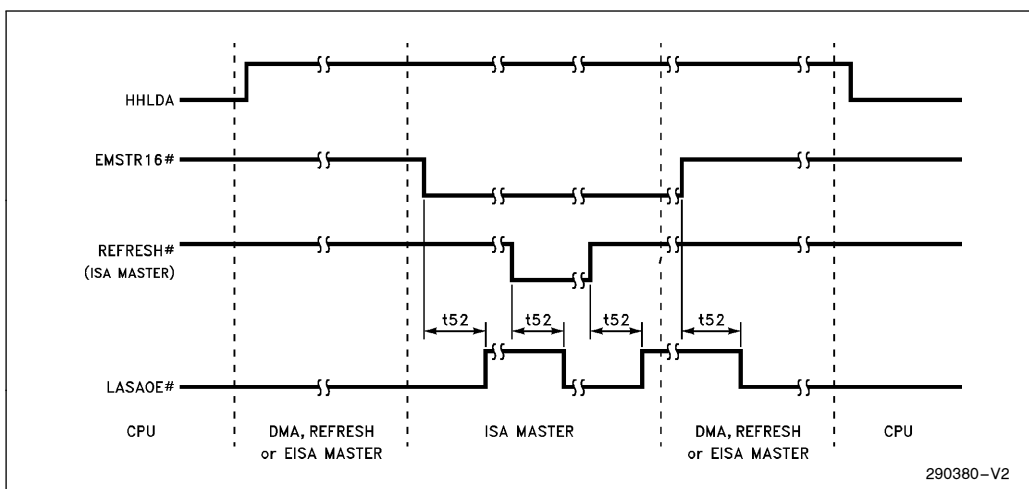 HHLDA
EMSTR16#
REFRESH#
(ISA MASTER)
t52 t52 t52 t52
LASAOE#
CPU DMA, REFRESH or EISA MASTER ISA MASTER DMA, REFRESH or EISA MASTER CPU
290380–V2